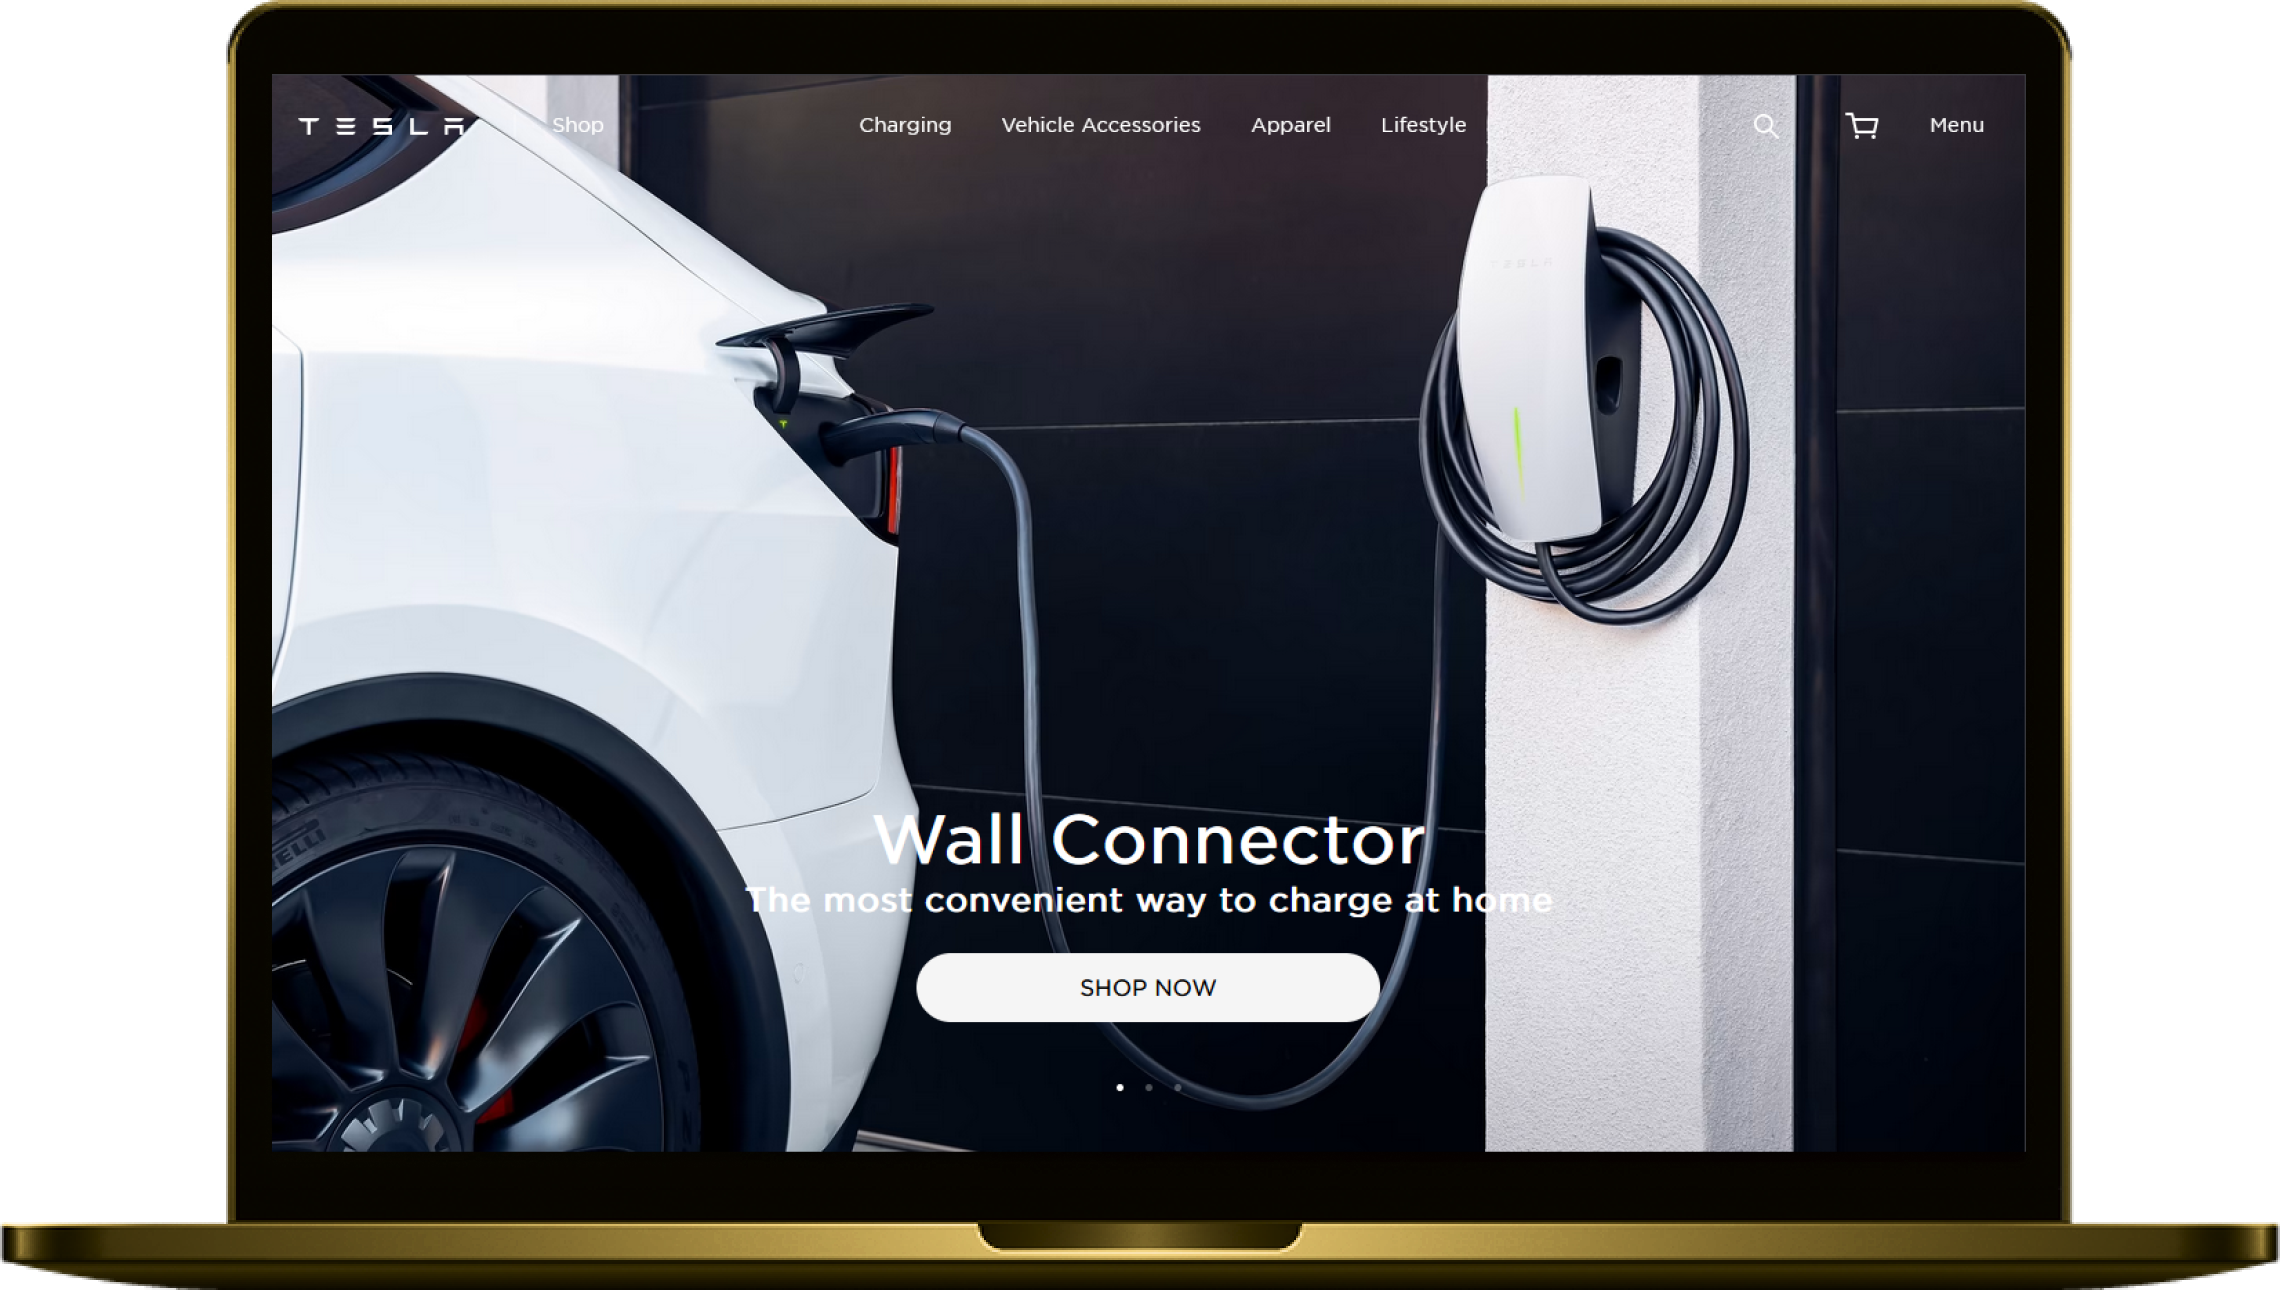 TESLA Shop Charging Vehicle Accessories Apparel Lifestyle Menu
TESLA
Wall Connector
ELLI
The most convenient way to charge at home
SHOP NOW